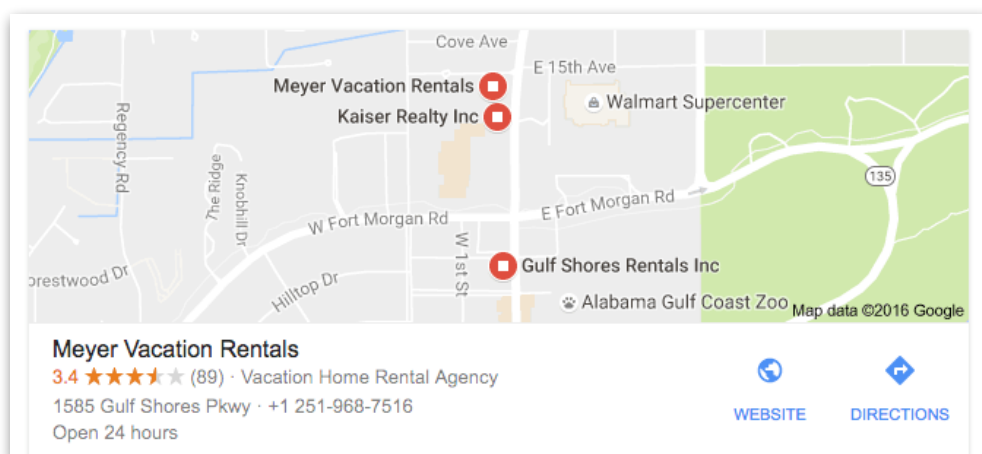 Cove Ave
E 15th Ave
Meyer Vacation Rentals
Walmart Supercenter
Kaiser Realty Inc
Regency Rd
The Ridge
Knobhill Dr
135
E Fort Morgan Rd
W Fort Morgan Rd
W 1st St
Gulf Shores Rentals Inc
orestwood Dr
Hilltop Dr
Alabama Gulf Coast Zoo
Map data ©2016 Google
Meyer Vacation Rentals
3.4 (89) · Vacation Home Rental Agency
1585 Gulf Shores Pkwy · +1 251-968-7516
Open 24 hours
WEBSITE
DIRECTIONS